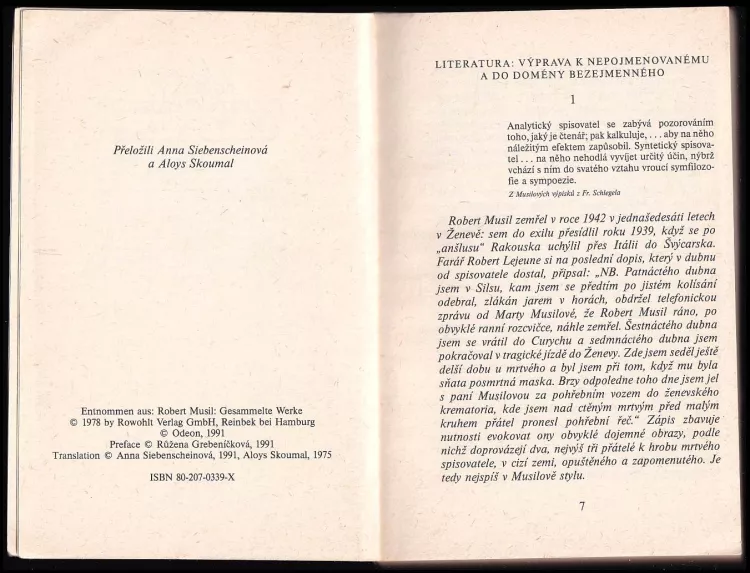 Přeložili Anna Siebenscheinová
a Aloys Skoumal
Entnommen aus: Robert Musil: Gesammelte Werke
© 1978 by Rowohlt Verlag GmbH, Reinbek bei Hamburg
© Odeon, 1991
Preface © Růžena Grebeníčková, 1991
Translation © Anna Siebenscheinová, 1991, Aloys Skoumal, 1975
ISBN 80-207-0339-X
LITERATURA: VÝPRAVA K NEPOJMENOVANÉMU
A DO DOMÉNY BEZEJMENNÉHO
1
Analytický spisovatel se zabývá pozorováním
toho, jaký je čtenář; pak kalkuluje, . . . aby na něho
náležitým efektem zapůsobil. Syntetický spisova-
tel . . . na něho nehodlá vyvíjet určitý účin, nýbrž
vchází s ním do svatého vztahu vroucí symfilozo-
fie a sympoezie.
Z Musilových výpisků z Fr. Schlegela
Robert Musil zemřel v roce 1942 v jednašedesáti letech
v Ženevě: sem do exilu přesídlil roku 1939, když se po
„anšlusu“ Rakouska uchýlil přes Itálii do Švýcarska.
Farář Robert Lejeune si na poslední dopis, který v dubnu
od spisovatele dostal, připsal: „NB. Patnáctého dubna
jsem v Silsu, kam jsem se předtím po jistém kolísání
odebral, zlákán jarem v horách, obdržel telefonickou
zprávu od Marty Musilové, že Robert Musil ráno, po
obvyklé ranní rozcvičce, náhle zemřel. Šestnáctého dubna
jsem se vrátil do Curychu a sedmnáctého dubna jsem
pokračoval v tragické jízdě do Ženevy. Zde jsem seděl ještě
delší dobu u mrtvého a byl jsem při tom, když mu byla
sňata posmrtná maska. Brzy odpoledne toho dne jsem jel
s paní Musilovou za pohřebním vozem do ženevského
krematoria, kde jsem nad ctěným mrtvým před malým
kruhem přátel pronesl pohřební řeč.“ Zápis zbavuje
nutnosti evokovat ony obvyklé dojemné obrazy, podle
nichž doprovázejí dva, nejvýš tři přátelé k hrobu mrtvého
spisovatele, v cizí zemi, opuštěného a zapomenutého. Je
tedy nejspíš v Musilově stylu.
7